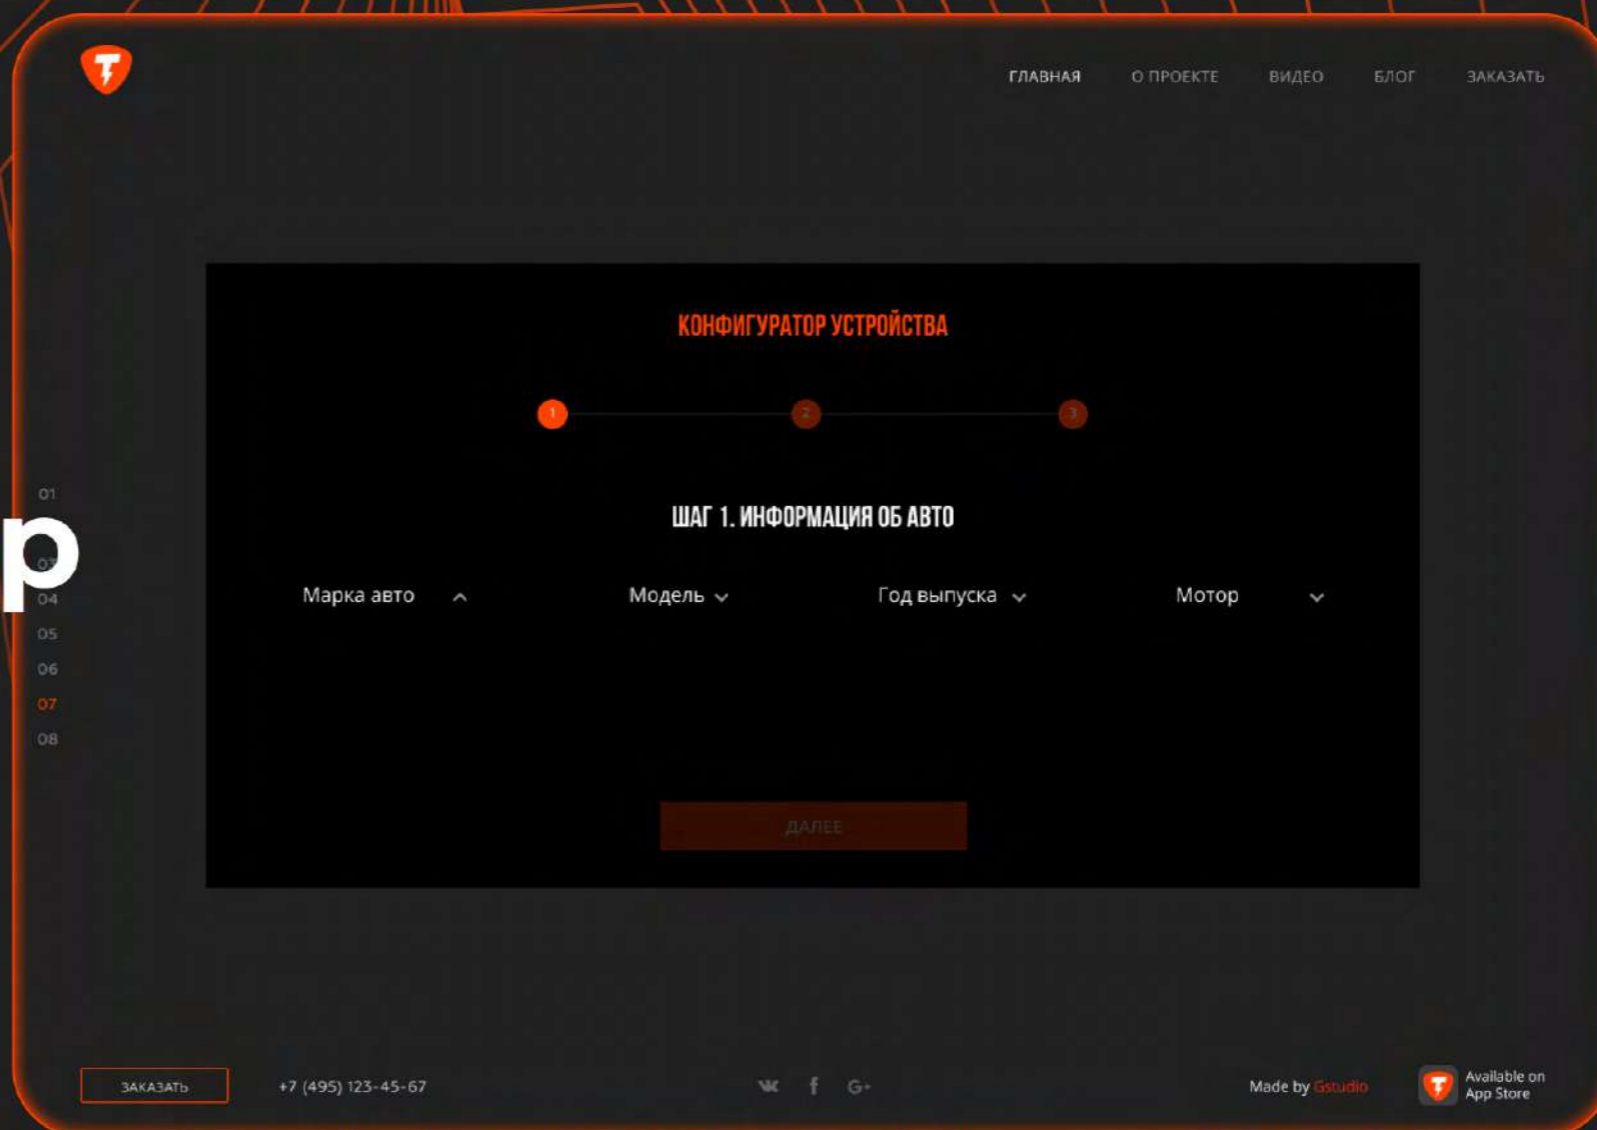 ГЛАВНАЯ О ПРОЕКТЕ ВИДЕО БЛОГ ЗАКАЗАТЬ
КОНФИГУРАТОР УСТРОЙСТВА
1 2 3
ШАГ 1. ИНФОРМАЦИЯ ОБ АВТО
01
р
03
04
05
06
07
08
Марка авто Модель Год выпуска Мотор
ДАЛЕЕ
ЗАКАЗАТЬ +7 (495) 123-45-67 Made by Gstudio Available on
App Store